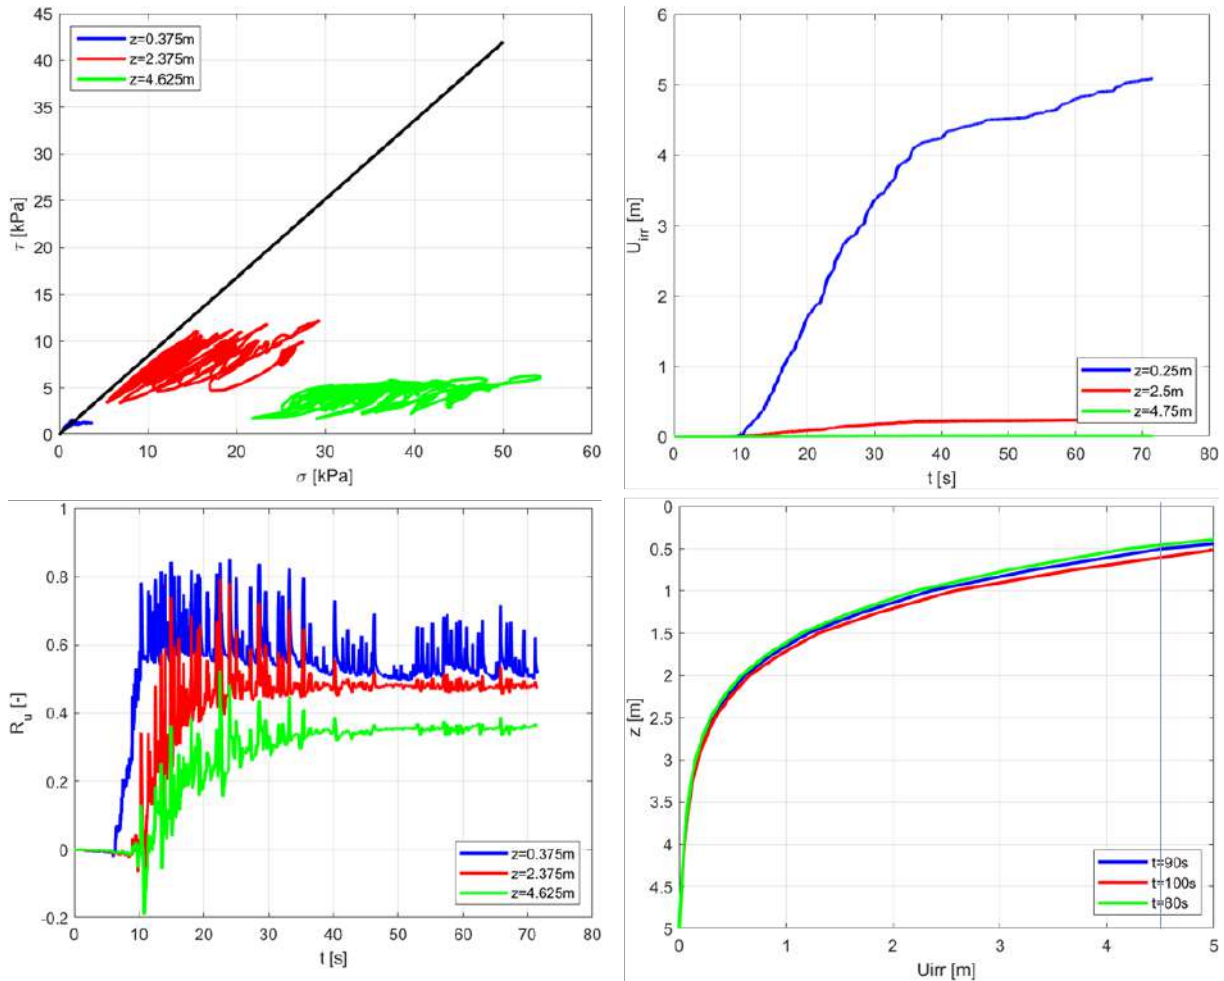 45
40
35
30
25
20
15
10
5
0
τ [kPa]
z=0.375m
z=2.375m
z=4.625m
0 10 20 30 40 50 60
σ [kPa]
6
5
4
3
2
1
0
U_irr [m]
z=0.25m
z=2.5m
z=4.75m
0 10 20 30 40 50 60 70 80
t [s]
1
0.8
0.6
0.4
0.2
0
-0.2
R_u [-]
z=0.375m
z=2.375m
z=4.625m
0 10 20 30 40 50 60 70 80
t [s]
0
0.5
1
1.5
2
2.5
3
3.5
4
4.5
5
z [m]
t=90s
t=100s
t=80s
0 1 2 3 4 5
Uirr [m]